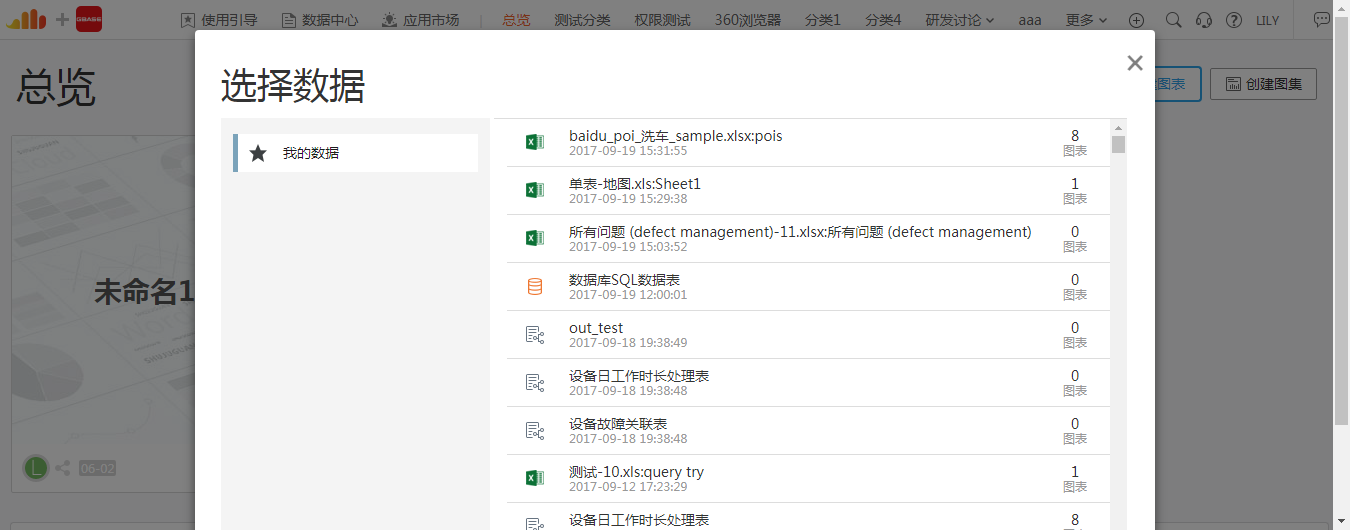 使用引导 数据中心 应用市场 总览 测试分类 权限测试 360浏览器 分类1 分类4 研发讨论 aaa 更多 LILY
总览
图表
创建图集
选择数据
我的数据
baidu_poi_洗车_sample.xlsx:pois 8
2017-09-19 15:31:55 图表
单表-地图.xls:Sheet1 1
2017-09-19 15:29:38 图表
所有问题 (defect management)-11.xlsx:所有问题 (defect management) 0
2017-09-19 15:03:52 图表
数据库SQL数据表 0
2017-09-19 12:00:01 图表
out_test 0
2017-09-18 19:38:49 图表
设备日工作时长处理表 0
2017-09-18 19:38:48 图表
设备故障关联表 0
2017-09-18 19:38:48 图表
测试-10.xls:query try 1
2017-09-12 17:23:29 图表
设备日工作时长处理表 8
未命名1
L 06-02